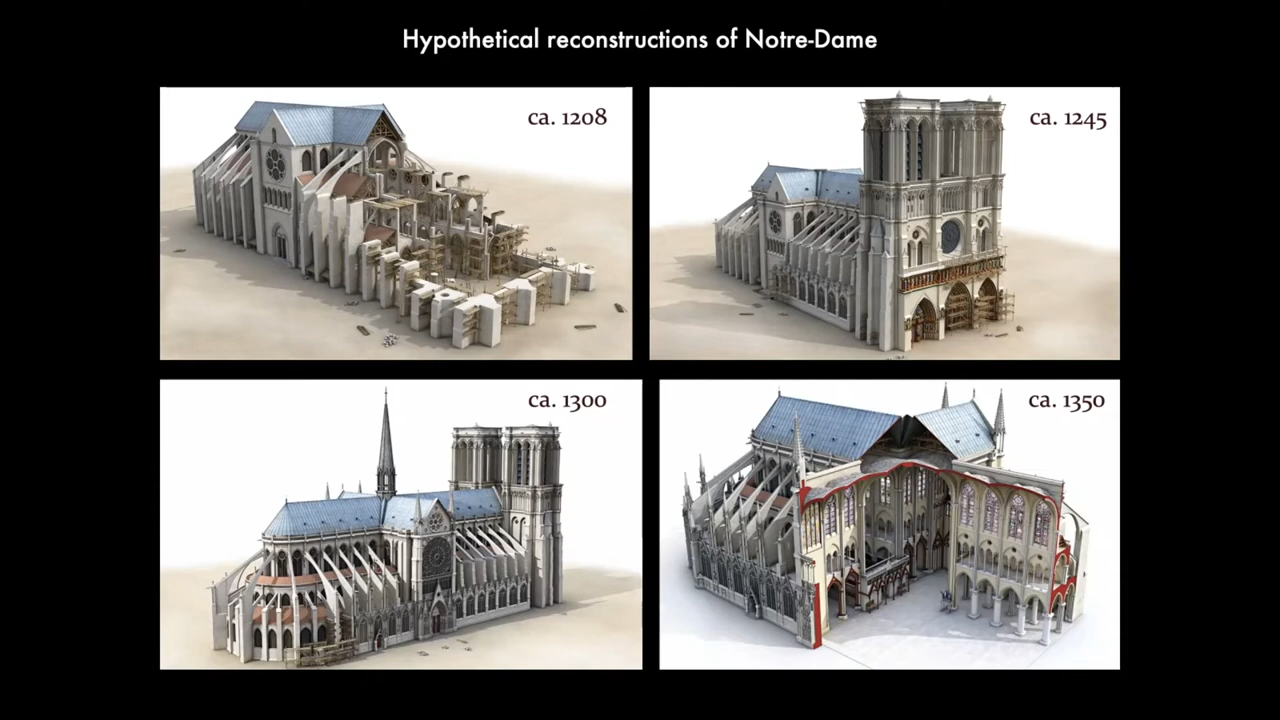 Hypothetical reconstructions of Notre-Dame
ca. 1208
ca. 1245
ca. 1300
ca. 1350